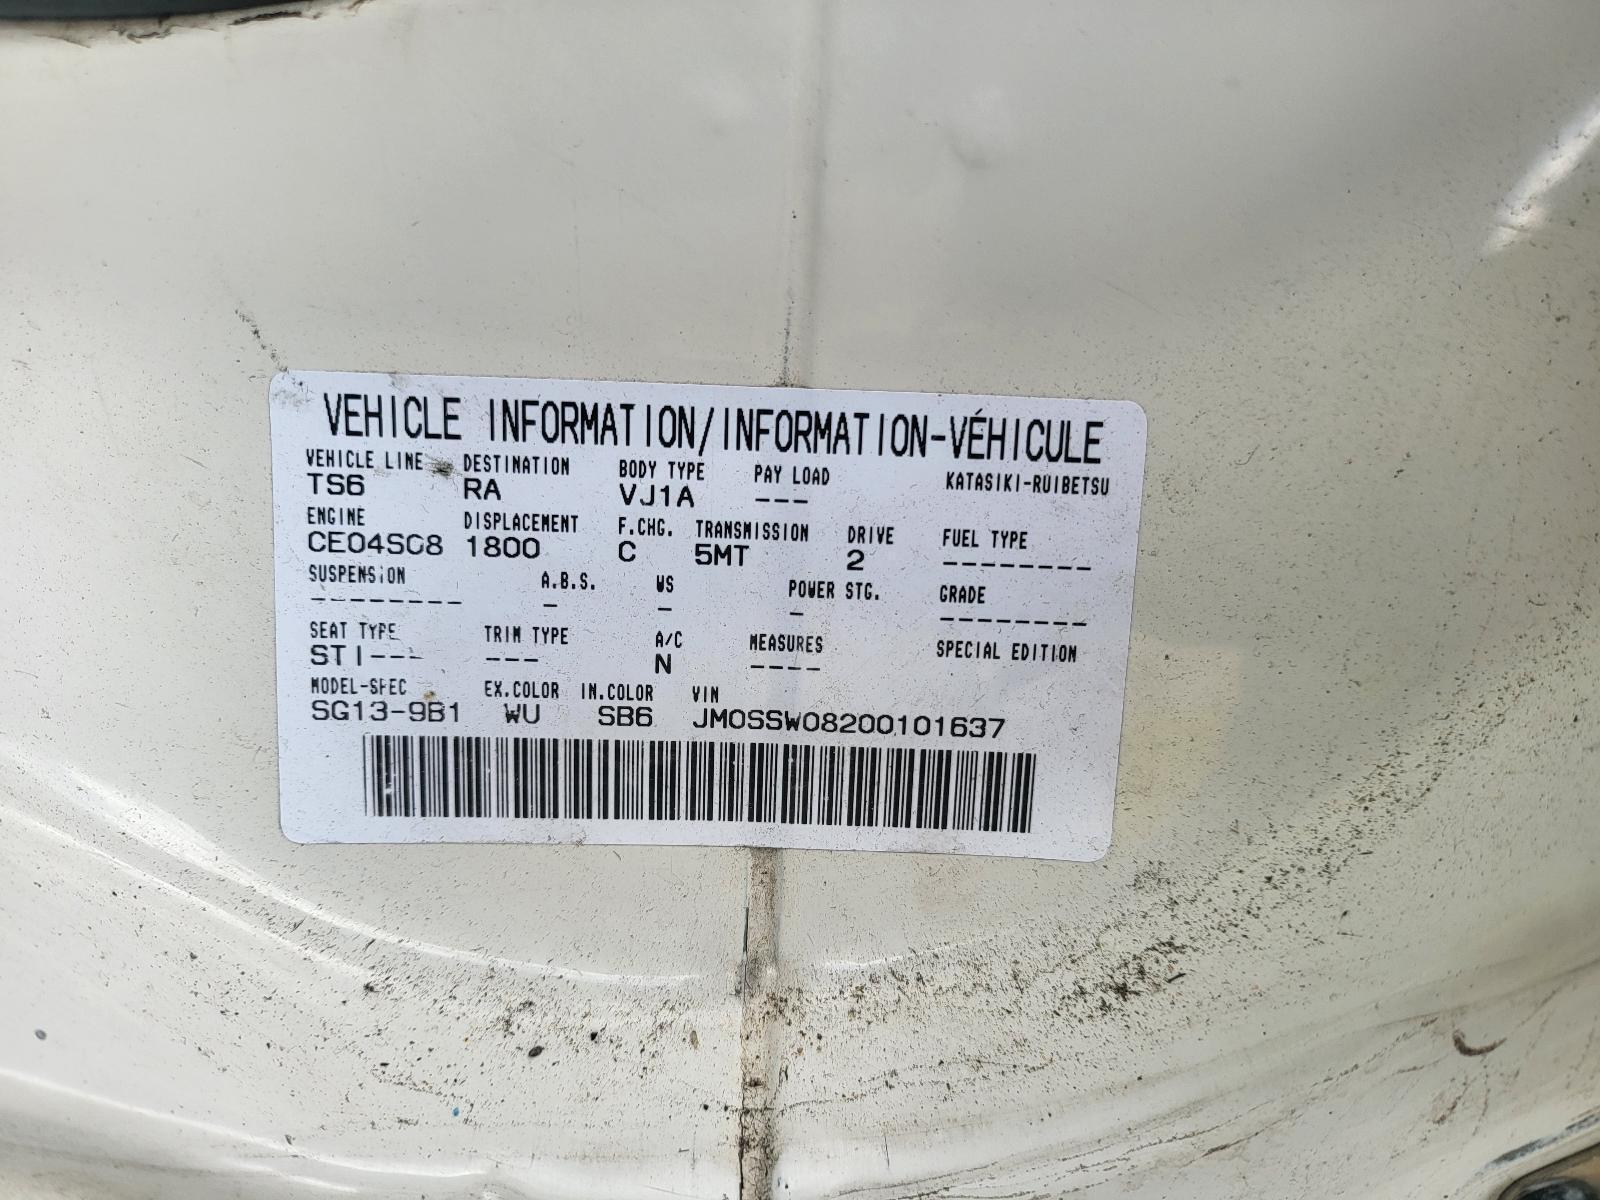 VEHICLE INFORMATION/INFORMATION-VÉHICULE
VEHICLE LINE DESTINATION BODY TYPE PAY LOAD KATASIKI-RUIBETSU
TS6 RA VJ1A ---
ENGINE DISPLACEMENT F.CHG. TRANSMISSION DRIVE FUEL TYPE
CE04S08 1800 C 5MT 2 --------
SUSPENSION A.B.S. WS POWER STG. GRADE
-------- - - - --------
SEAT TYPE TRIM TYPE A/C MEASURES SPECIAL EDITION
STI--- --- N ----
MODEL-SPEC EX.COLOR IN.COLOR VIN
SG13-9B1 WU SB6 JM0SSW08200101637